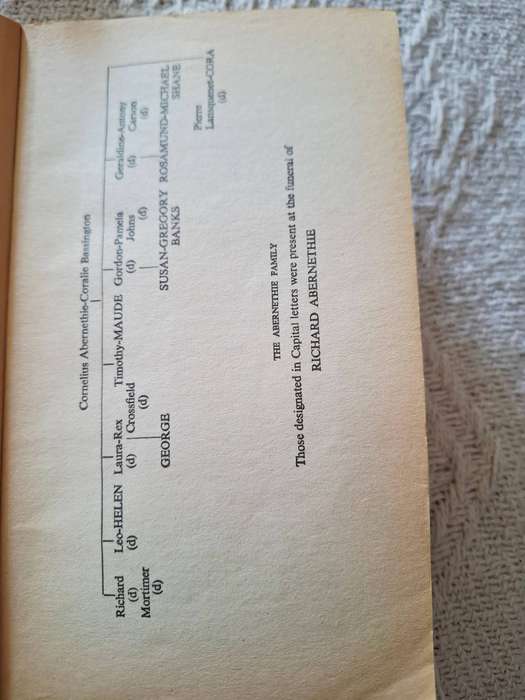 Cornelius Abernethie-Coralie Bassington
Richard Leo-HELEN Laura-Rex Timothy-MAUDE Gordon-Pamela Geraldine-Antony
(d) (d) (d) Crossfield (d) Johns (d) Carson
Mortimer (d) (d) (d)
(d)
GEORGE SUSAN-GREGORY ROSAMUND-MICHAEL
BANKS SHANE
Pierre
Lansquenet-CORA
(d)
THE ABERNETHIE FAMILY
Those designated in Capital letters were present at the funeral of
RICHARD ABERNETHIE